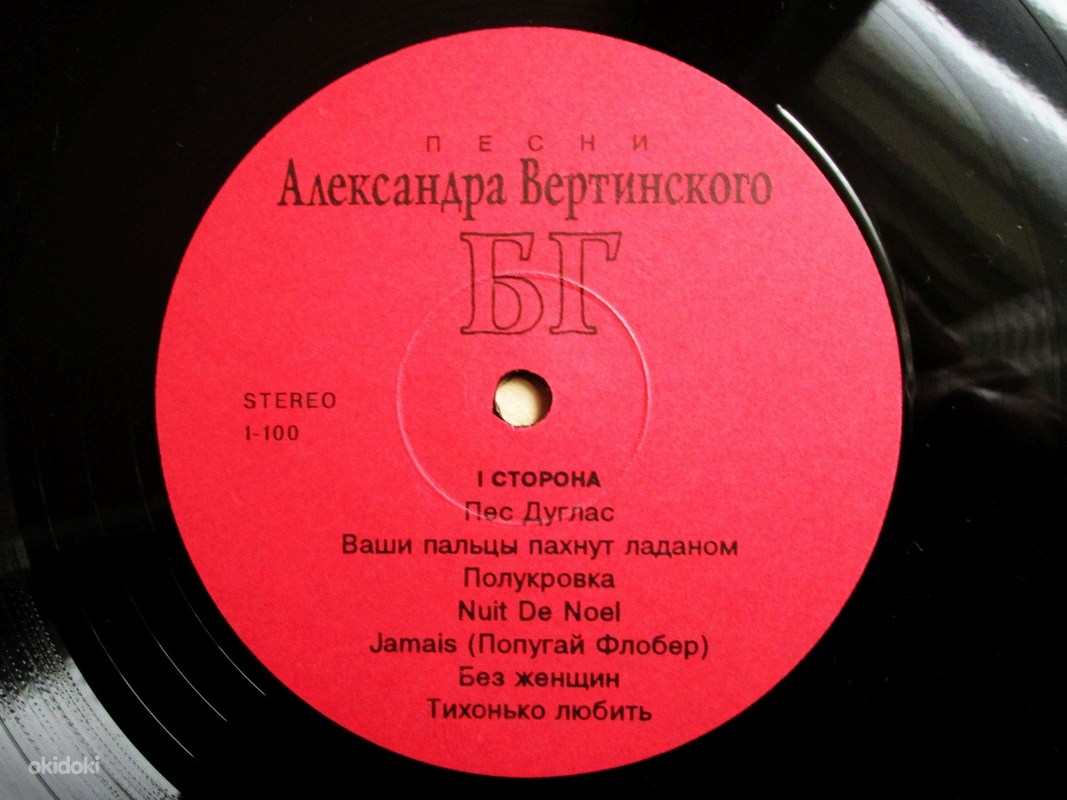 ПЕСНИ
Александра Вертинского
БГ
STEREO
1-100
I СТОРОНА
Пес Дуглас
Ваши пальцы пахнут ладаном
Полукровка
Nuit De Noel
Jamais (Попугай Флобер)
Без женщин
Тихонько любить
okidoki